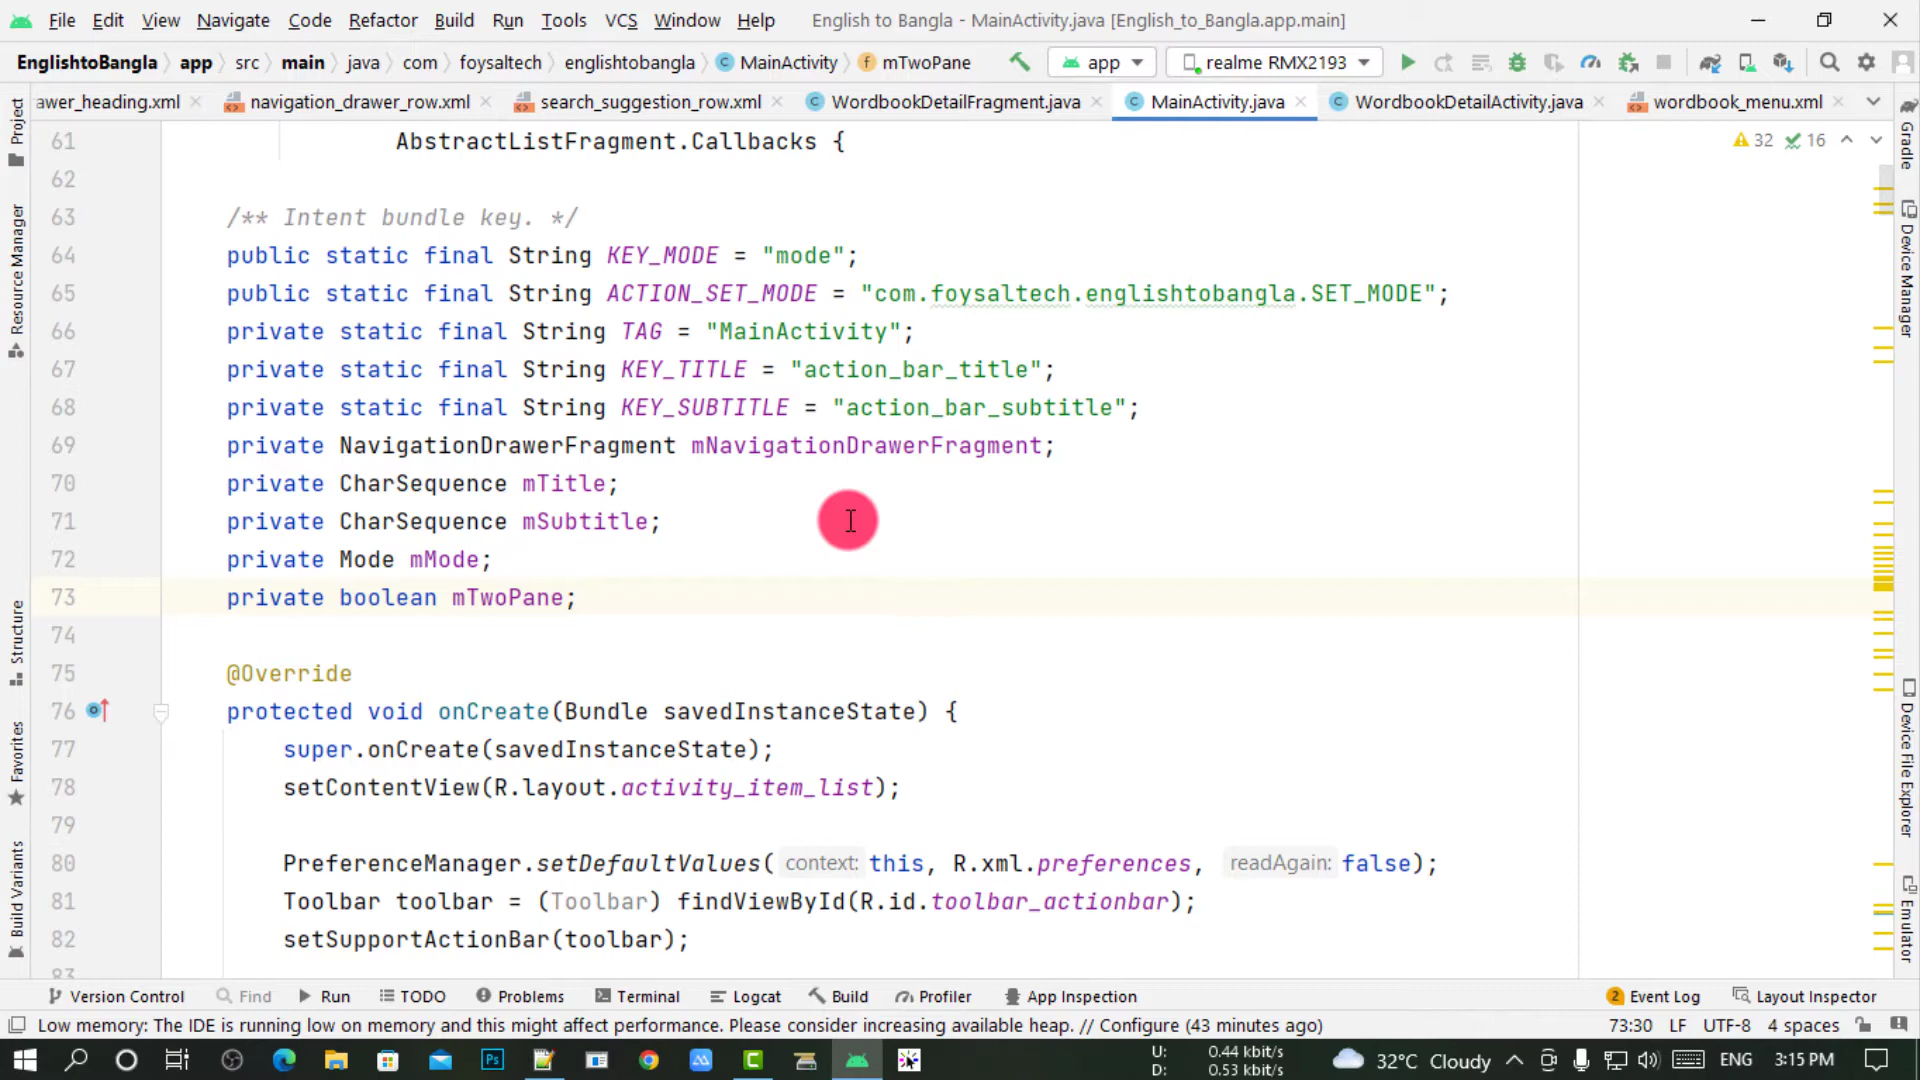 File Edit View Navigate Code Refactor Build Run Tools VCS Window Help English to Bangla - MainActivity.java [English_to_Bangla.app.main]
EnglishtoBangla app src main java com foysaltech englishtobangla MainActivity mTwoPane app realme RMX2193
awer_heading.xml navigation_drawer_row.xml search_suggestion_row.xml WordbookDetailFragment.java MainActivity.java WordbookDetailActivity.java wordbook_menu.xml
61 AbstractListFragment.Callbacks { 32 16
62
63 /** Intent bundle key. */
64 public static final String KEY_MODE = "mode";
65 public static final String ACTION_SET_MODE = "com.foysaltech.englishtobangla.SET_MODE";
66 private static final String TAG = "MainActivity";
67 private static final String KEY_TITLE = "action_bar_title";
68 private static final String KEY_SUBTITLE = "action_bar_subtitle";
69 private NavigationDrawerFragment mNavigationDrawerFragment;
70 private CharSequence mTitle;
71 private CharSequence mSubtitle;
72 private Mode mMode;
73 private boolean mTwoPane;
74
75 @Override
76 protected void onCreate(Bundle savedInstanceState) {
77 super.onCreate(savedInstanceState);
78 setContentView(R.layout.activity_item_list);
79
80 PreferenceManager.setDefaultValues( context: this, R.xml.preferences, readAgain: false);
81 Toolbar toolbar = (Toolbar) findViewById(R.id.toolbar_actionbar);
82 setSupportActionBar(toolbar);
83
Project
Resource Manager
Structure
Favorites
Build Variants
Gradle
Device Manager
Device File Explorer
Emulator
Version Control Find Run TODO Problems Terminal Logcat Build Profiler App Inspection 2 Event Log Layout Inspector
Low memory: The IDE is running low on memory and this might affect performance. Please consider increasing available heap. // Configure (43 minutes ago) 73:30 LF UTF-8 4 spaces
Ps U: 0.44 kbit/s
D: 0.53 kbit/s
32°C Cloudy ENG 3:15 PM